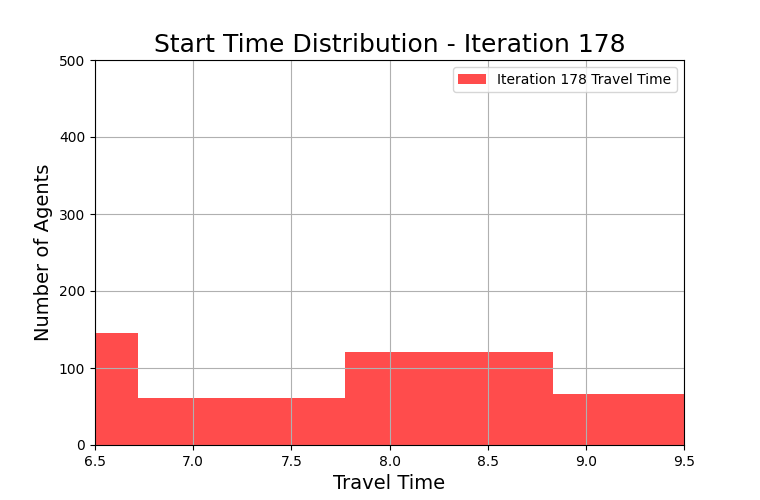 Start Time Distribution - Iteration 178
500
400
300
200
100
0
Number of Agents
Iteration 178 Travel Time
6.5 7.0 7.5 8.0 8.5 9.0 9.5
Travel Time